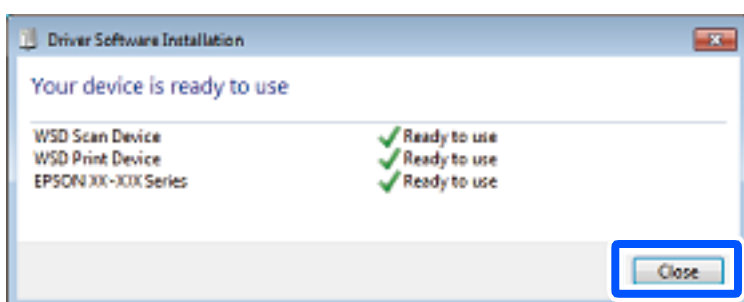 Driver Software Installation
Your device is ready to use
WSD Scan Device Ready to use
WSD Print Device Ready to use
EPSON XX-XXX Series Ready to use
Close